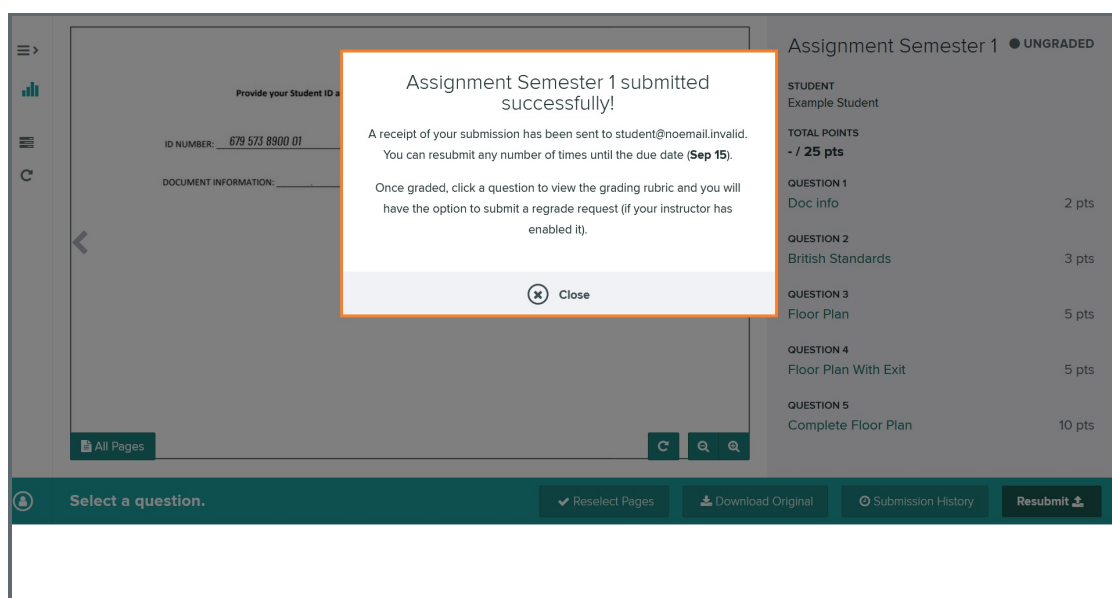 Assignment Semester 1 submitted
successfully!
A receipt of your submission has been sent to student@noemail.invalid.
You can resubmit any number of times until the due date (Sep 15).
Once graded, click a question to view the grading rubric and you will
have the option to submit a regrade request (if your instructor has
enabled it).
Close
Provide your Student ID a
ID NUMBER: 679 573 8900 01
DOCUMENT INFORMATION:
All Pages
Assignment Semester 1 UNGRADED
STUDENT
Example Student
TOTAL POINTS
- / 25 pts
QUESTION 1
Doc info 2 pts
QUESTION 2
British Standards 3 pts
QUESTION 3
Floor Plan 5 pts
QUESTION 4
Floor Plan With Exit 5 pts
QUESTION 5
Complete Floor Plan 10 pts
Select a question. Reselect Pages Download Original Submission History Resubmit